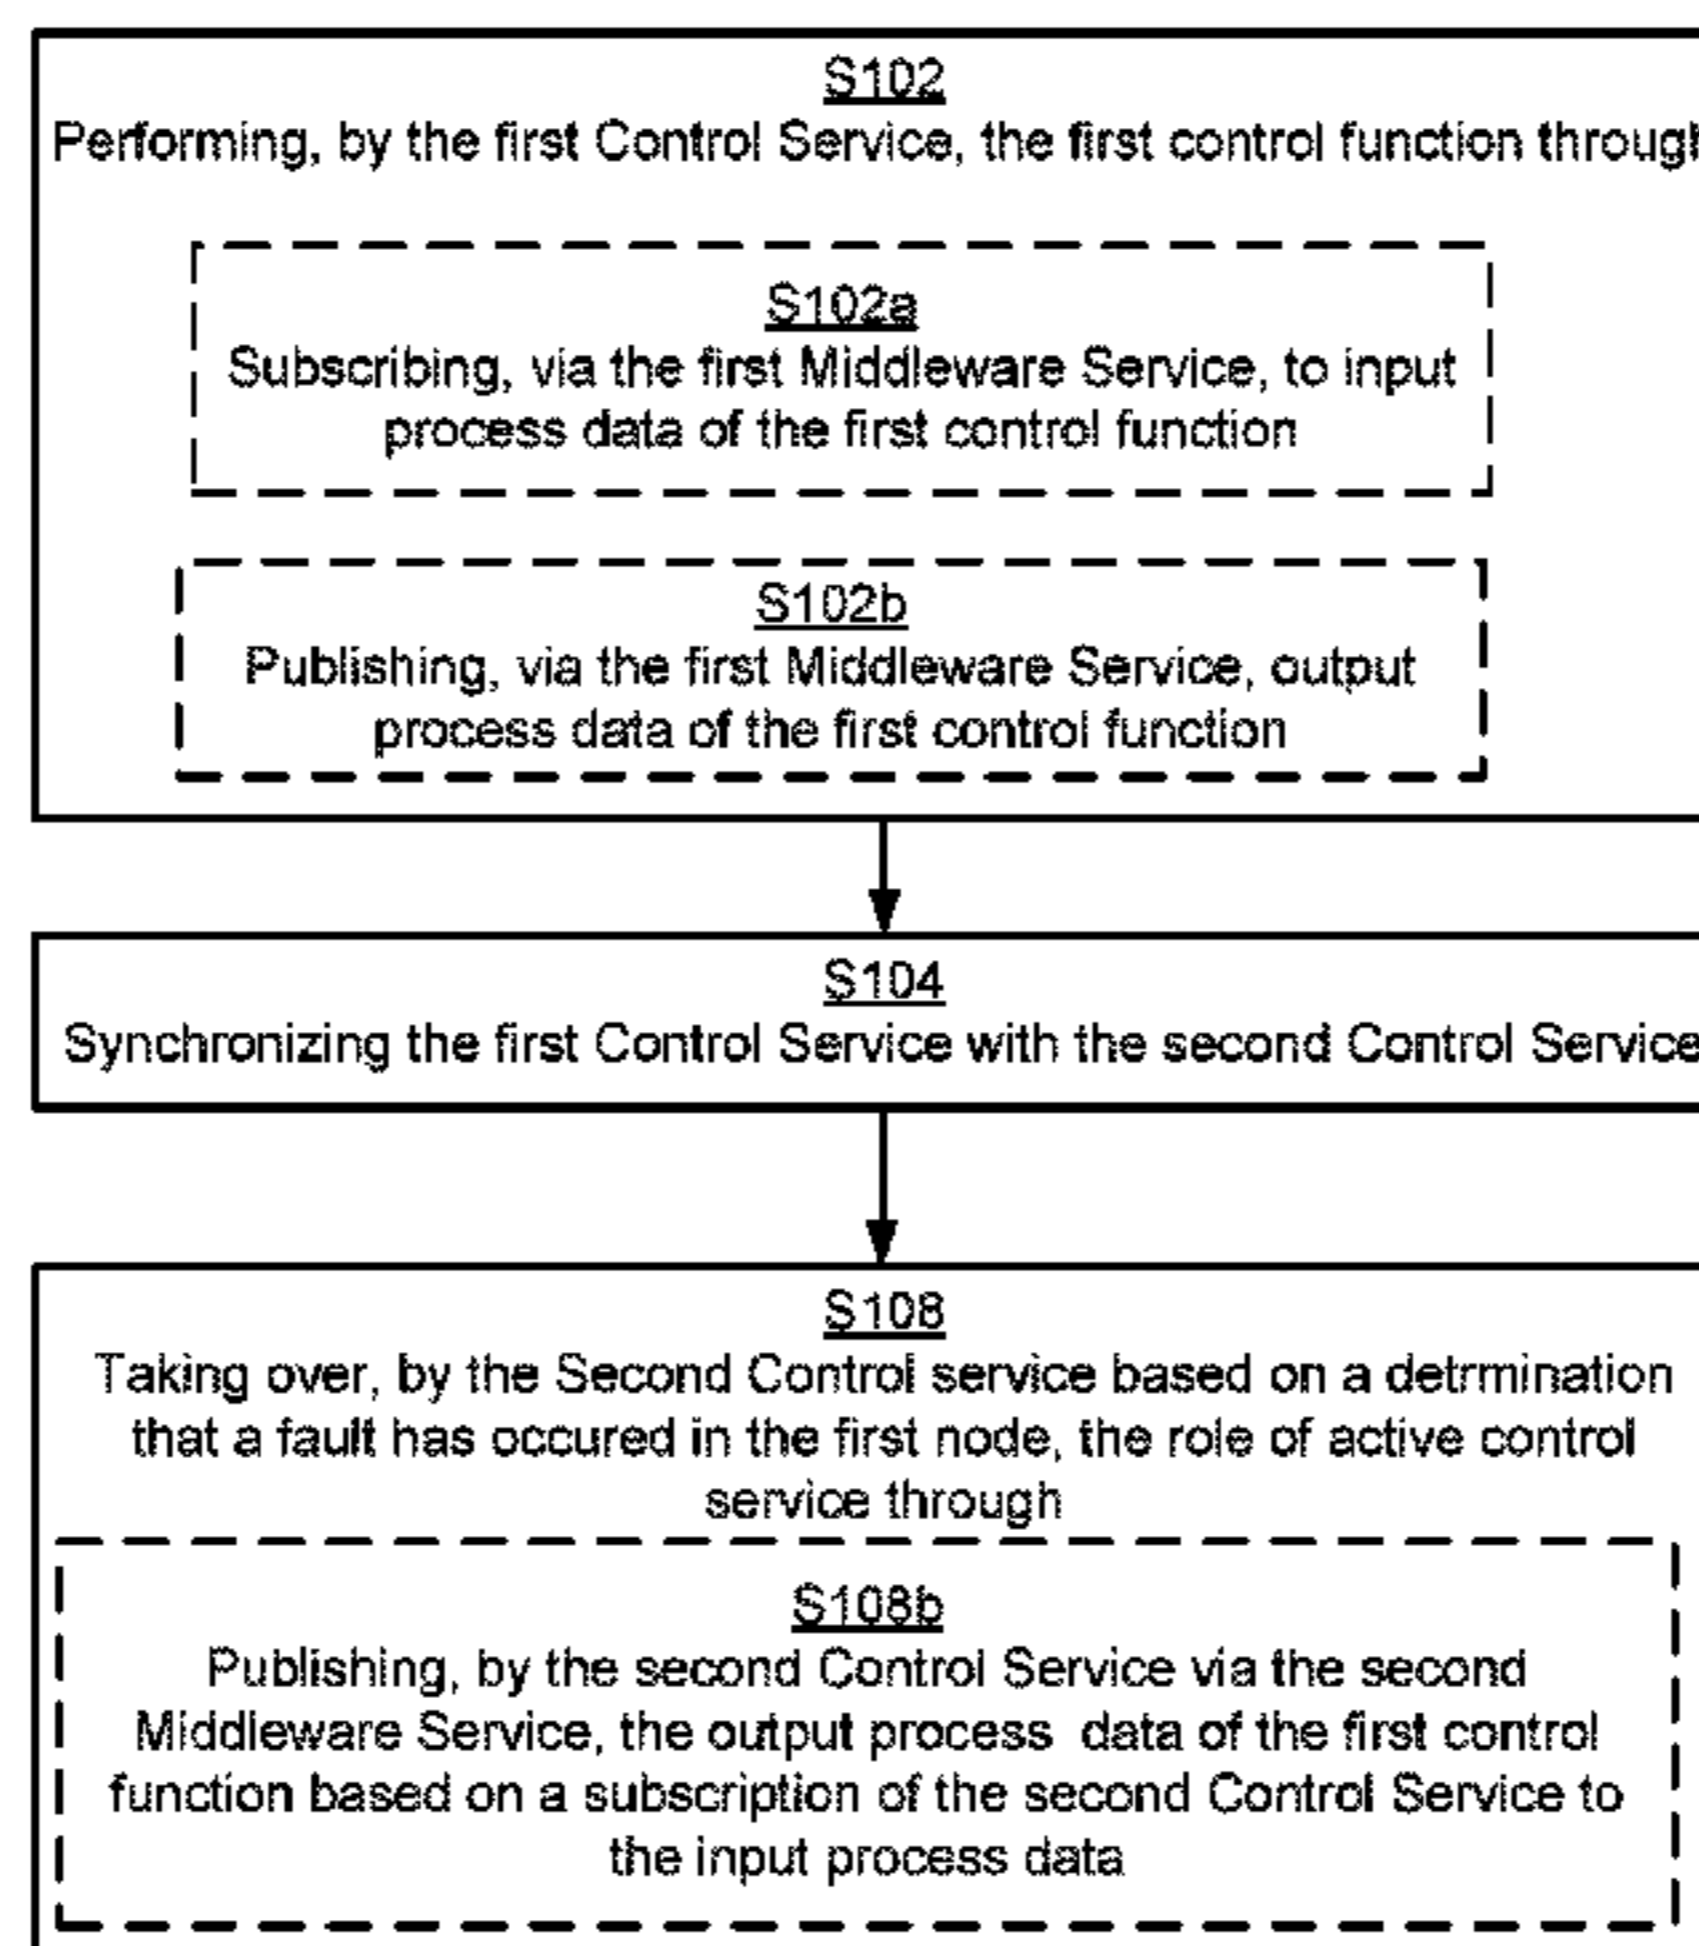 S102
Performing, by the first Control Service, the first control function through
S102a
Subscribing, via the first Middleware Service, to input
process data of the first control function
S102b
Publishing, via the first Middleware Service, output
process data of the first control function
S104
Synchronizing the first Control Service with the second Control Service
S108
Taking over, by the Second Control service based on a detrmination
that a fault has occured in the first node, the role of active control
service through
S108b
Publishing, by the second Control Service via the second
Middleware Service, the output process data of the first control
function based on a subscription of the second Control Service to
the input process data